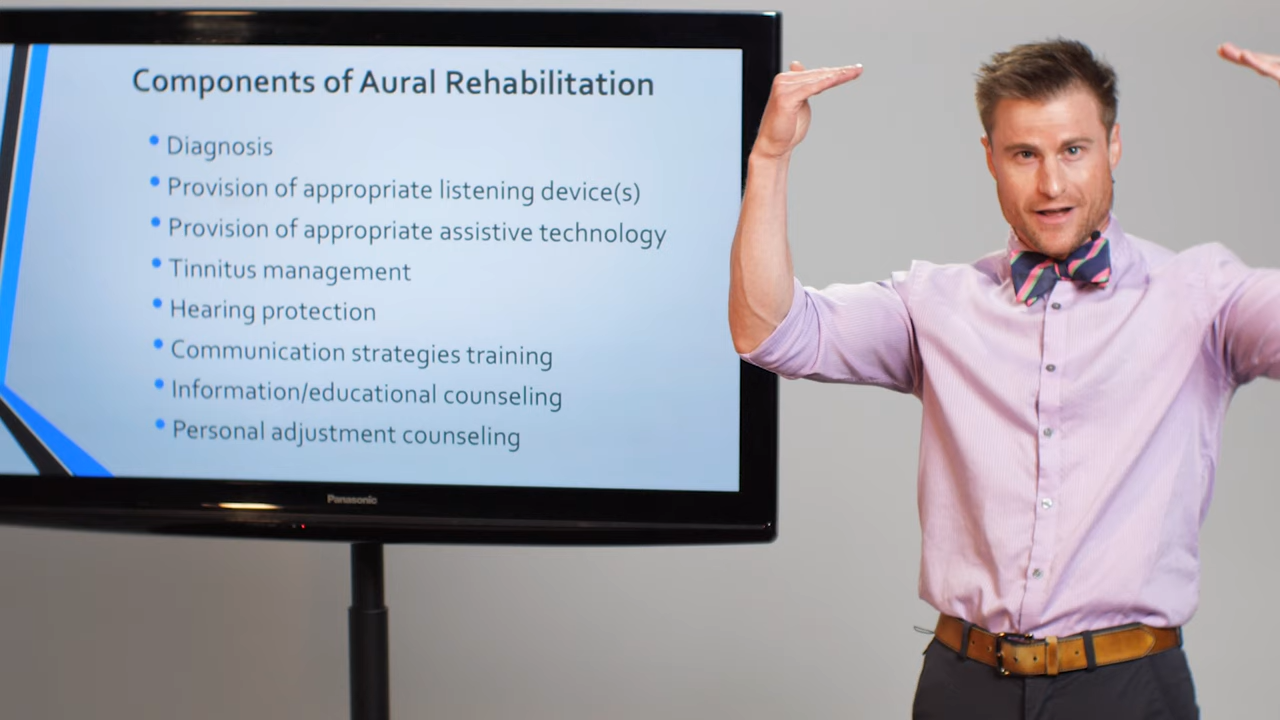 Components of Aural Rehabilitation
Diagnosis
Provision of appropriate listening device(s)
Provision of appropriate assistive technology
Tinnitus management
Hearing protection
Communication strategies training
Information/educational counseling
Personal adjustment counseling
Panasonic